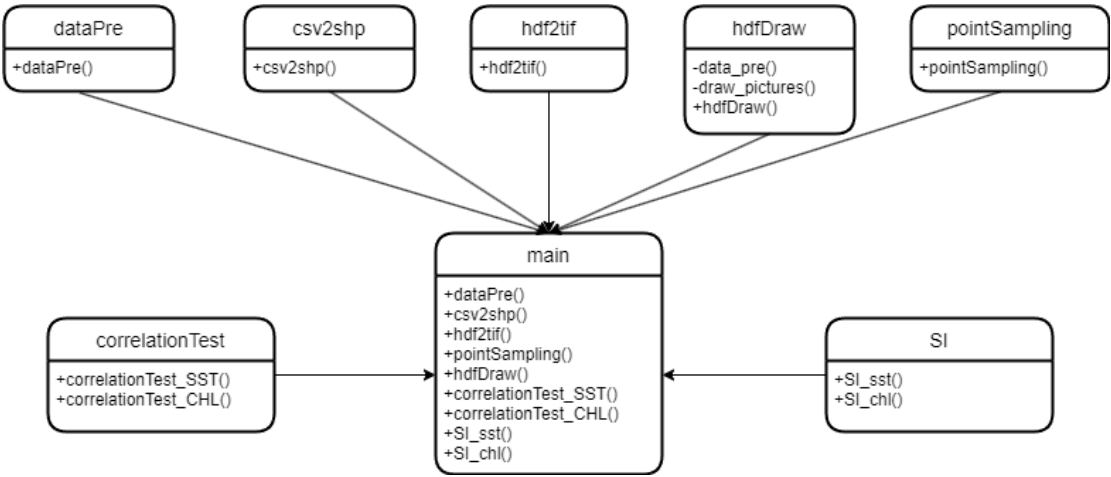 dataPre
+dataPre()
csv2shp
+csv2shp()
hdf2tif
+hdf2tif()
hdfDraw
-data_pre()
-draw_pictures()
+hdfDraw()
pointSampling
+pointSampling()
main
+dataPre()
+csv2shp()
+hdf2tif()
+pointSampling()
+hdfDraw()
+correlationTest_SST()
+correlationTest_CHL()
+SI_sst()
+SI_chl()
correlationTest
+correlationTest_SST()
+correlationTest_CHL()
SI
+SI_sst()
+SI_chl()